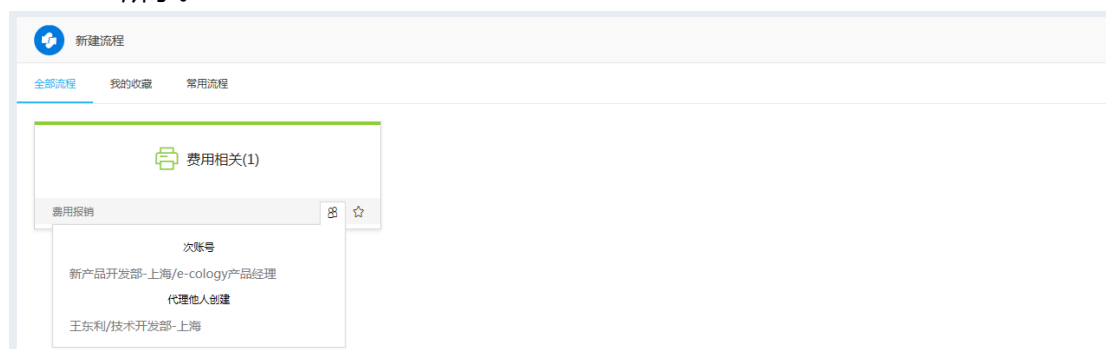 新建流程
全部流程 我的收藏 常用流程
费用相关(1)
费用报销
次账号
新产品开发部-上海/e-cology产品经理
代理他人创建
王东利/技术开发部-上海